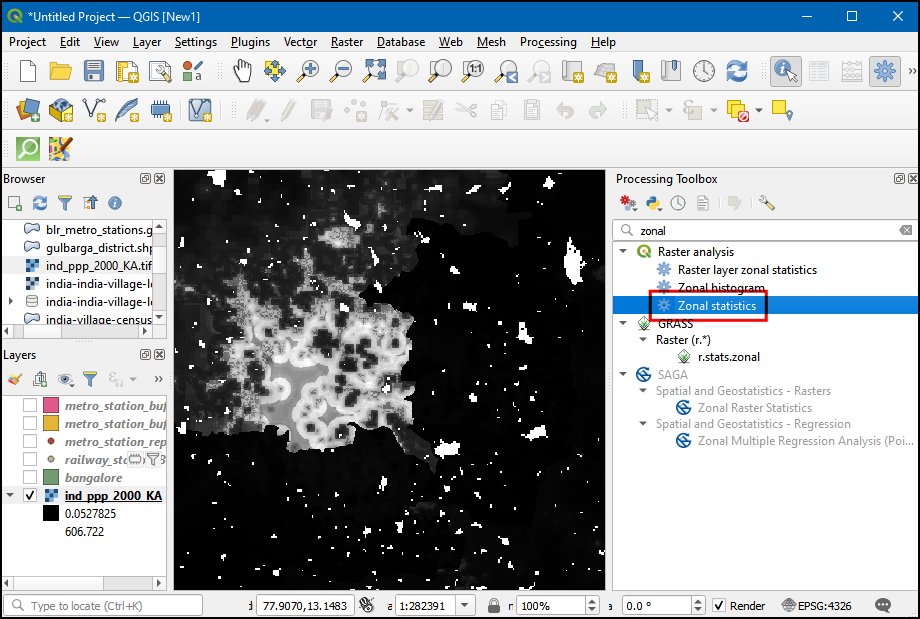 *Untitled Project — QGIS [New1]
Project Edit View Layer Settings Plugins Vector Raster Database Web Mesh Processing Help
1:1
a
Browser
blr_metro_stations.g
gulbarga_district.shp
ind_ppp_2000_KA.tif
india-india-village-l
india-india-village-l
india-village-census
Layers
metro_station_buf
metro_station_buf
metro_station_rep
railway_sta
bangalore
ind_ppp_2000_KA
0.0527825
606.722
Processing Toolbox
zonal
Raster analysis
Raster layer zonal statistics
Zonal histogram
Zonal statistics
GRASS
Raster (r.*)
r.stats.zonal
SAGA
Spatial and Geostatistics - Rasters
Zonal Raster Statistics
Spatial and Geostatistics - Regression
Zonal Multiple Regression Analysis (Poi...
Type to locate (Ctrl+K) 77.9070,13.1483 a 1:282391 100% a 0.0 ° Render EPSG:4326